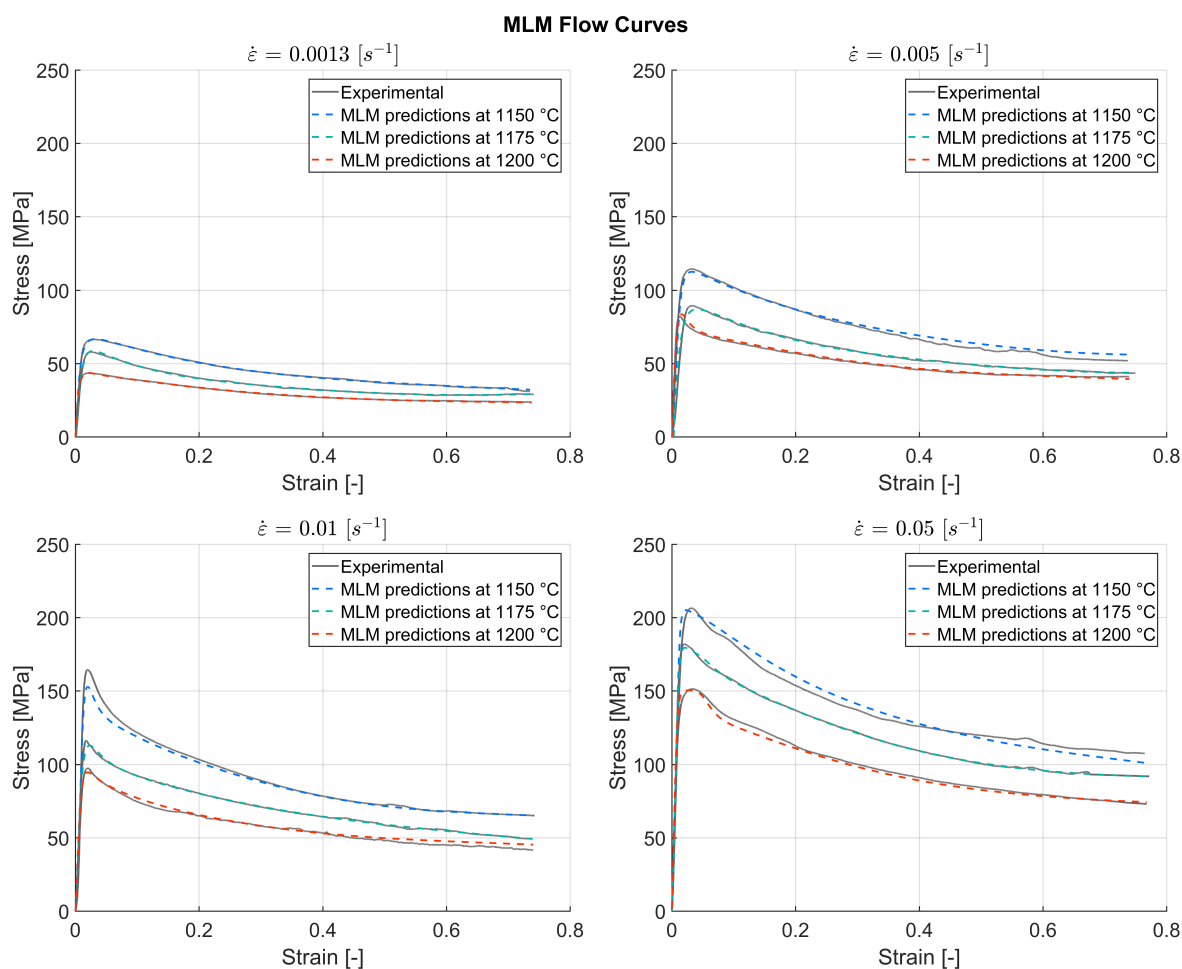 MLM Flow Curves
ε̇ = 0.0013 [s⁻¹]
250
200
150
100
50
0
0 0.2 0.4 0.6 0.8
Stress [MPa]
Strain [-]
Experimental
MLM predictions at 1150 °C
MLM predictions at 1175 °C
MLM predictions at 1200 °C
ε̇ = 0.005 [s⁻¹]
250
200
150
100
50
0
0 0.2 0.4 0.6 0.8
Stress [MPa]
Strain [-]
Experimental
MLM predictions at 1150 °C
MLM predictions at 1175 °C
MLM predictions at 1200 °C
ε̇ = 0.01 [s⁻¹]
250
200
150
100
50
0
0 0.2 0.4 0.6 0.8
Stress [MPa]
Strain [-]
Experimental
MLM predictions at 1150 °C
MLM predictions at 1175 °C
MLM predictions at 1200 °C
ε̇ = 0.05 [s⁻¹]
250
200
150
100
50
0
0 0.2 0.4 0.6 0.8
Stress [MPa]
Strain [-]
Experimental
MLM predictions at 1150 °C
MLM predictions at 1175 °C
MLM predictions at 1200 °C